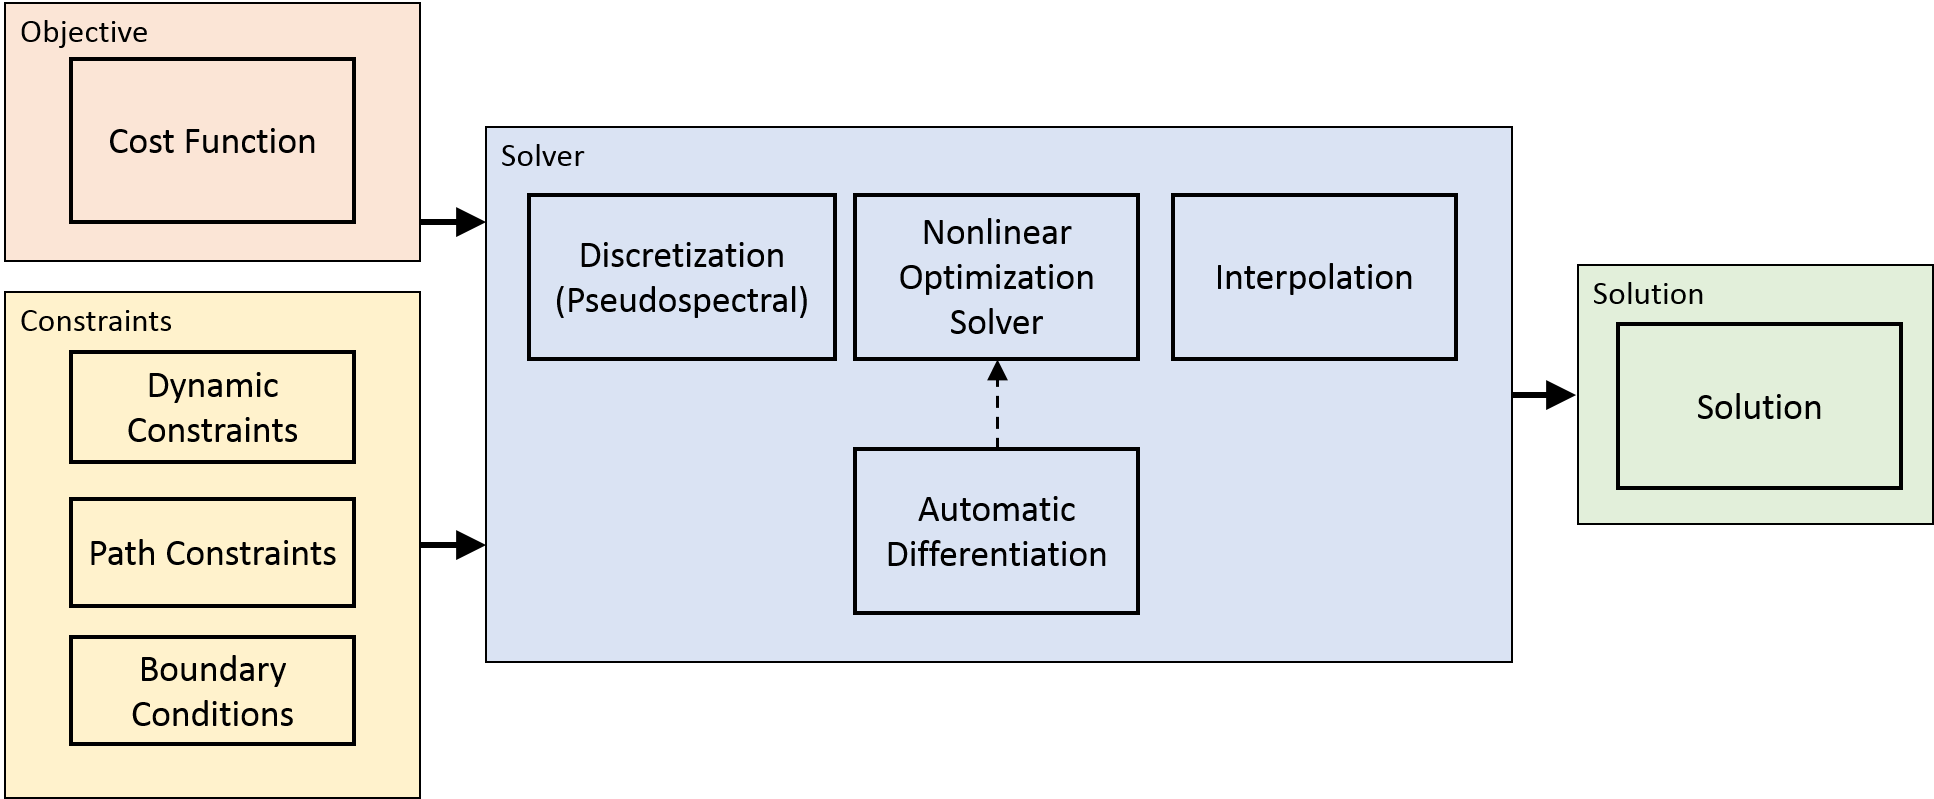 Objective
Cost Function
Constraints
Dynamic
Constraints
Path Constraints
Boundary
Conditions
Solver
Discretization
(Pseudospectral)
Nonlinear
Optimization
Solver
Interpolation
Automatic
Differentiation
Solution
Solution